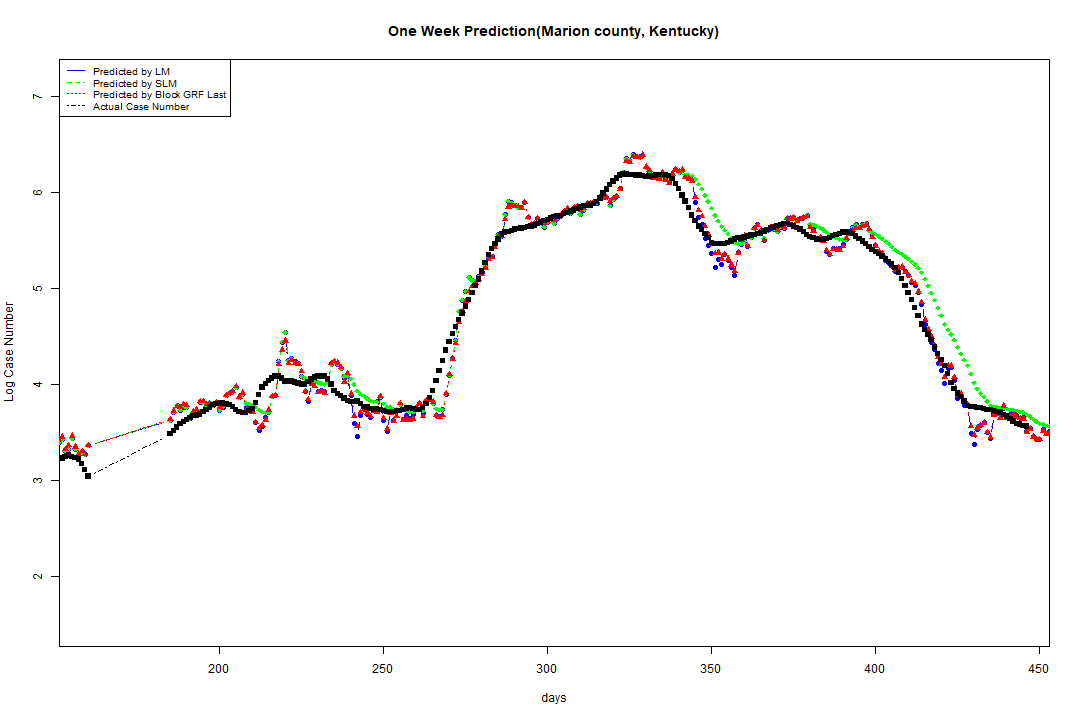 One Week Prediction(Marion county, Kentucky)
Predicted by LM
Predicted by SLM
Predicted by Block GRF Last
Actual Case Number
7
6
5
4
3
2
Log Case Number
200 250 300 350 400 450
days